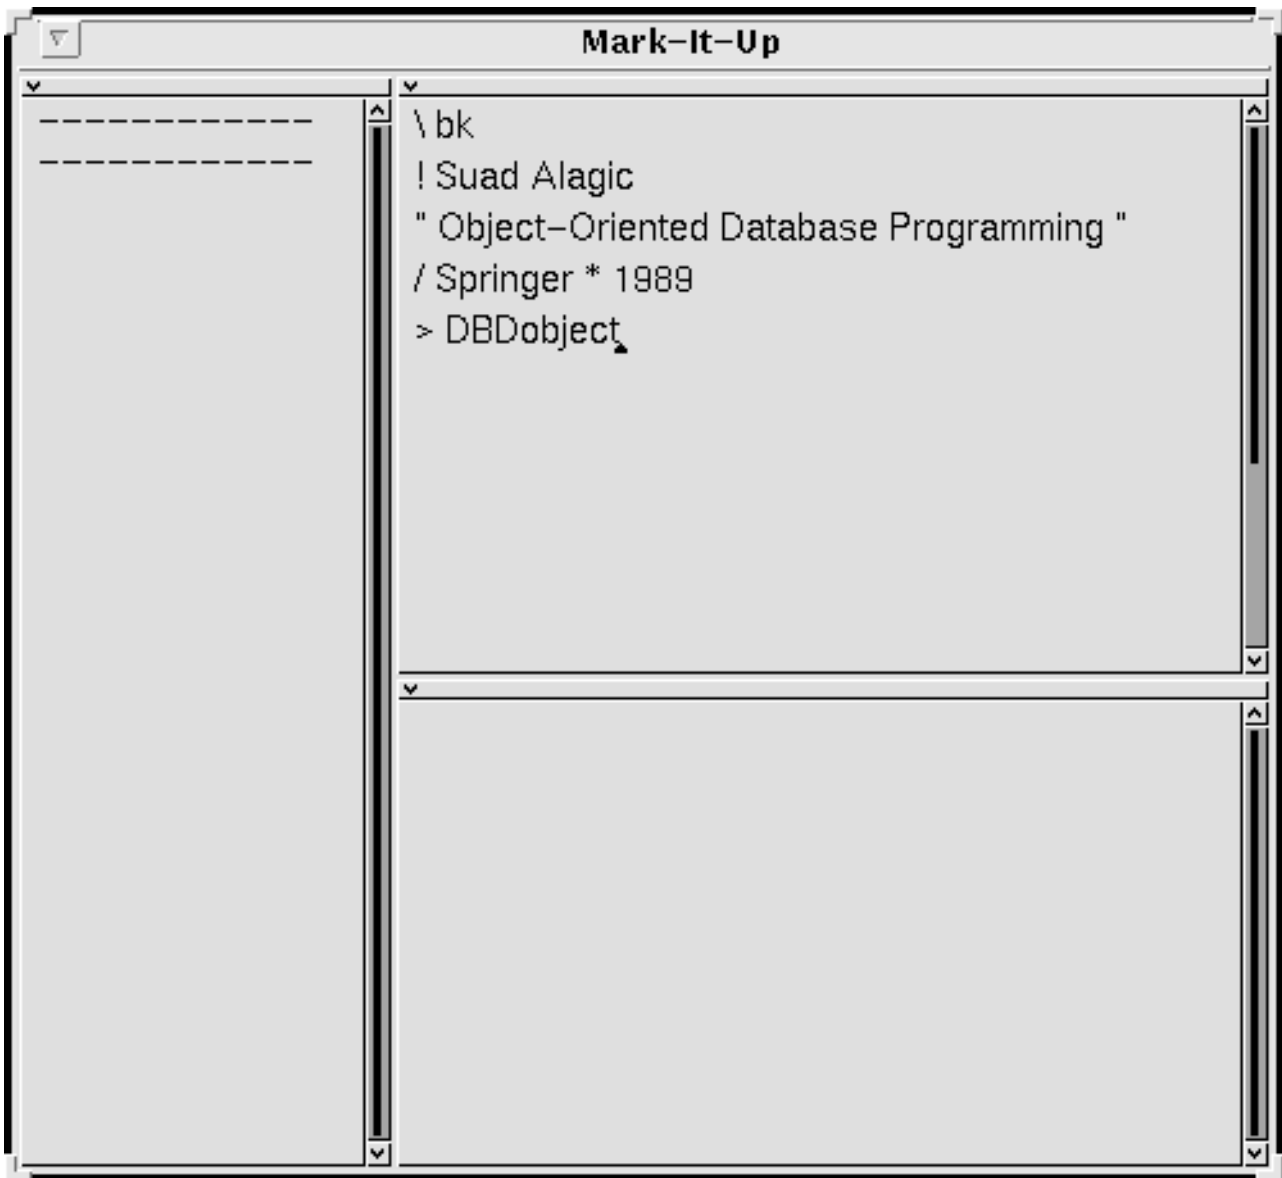 Mark-It-Up
------------
------------
\ bk
! Suad Alagic
" Object-Oriented Database Programming "
/ Springer * 1989
> DBDobject